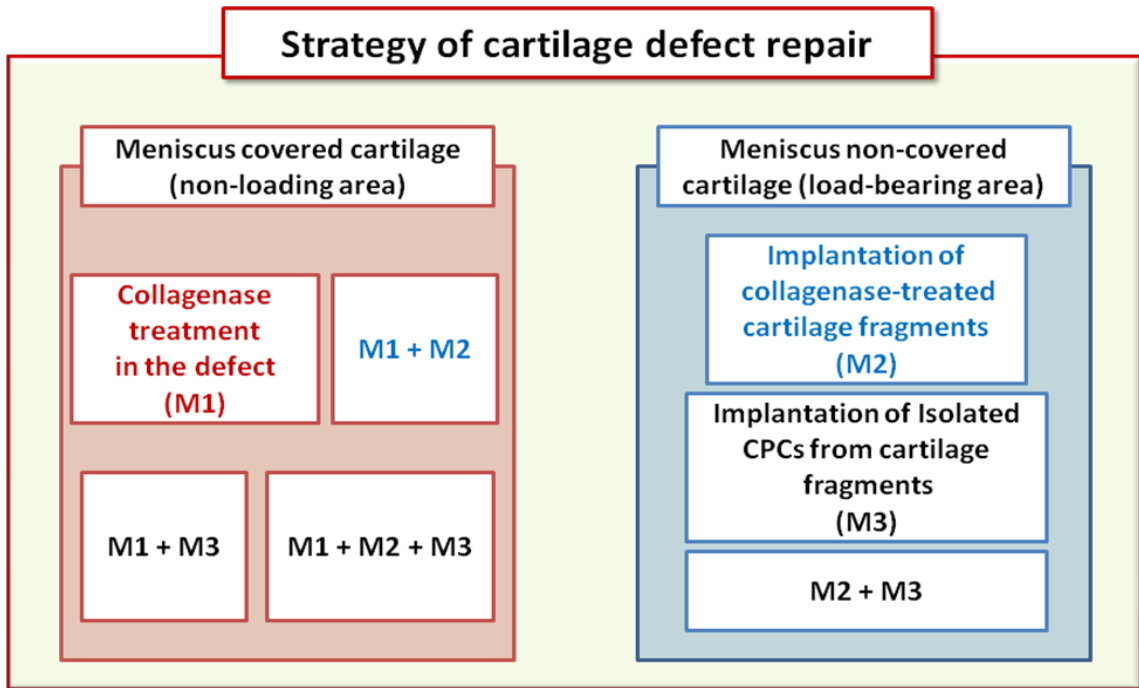 Strategy of cartilage defect repair
Meniscus covered cartilage
(non-loading area)
Collagenase
treatment
in the defect
(M1)
M1 + M2
M1 + M3
M1 + M2 + M3
Meniscus non-covered
cartilage (load-bearing area)
Implantation of
collagenase-treated
cartilage fragments
(M2)
Implantation of Isolated
CPCs from cartilage
fragments
(M3)
M2 + M3